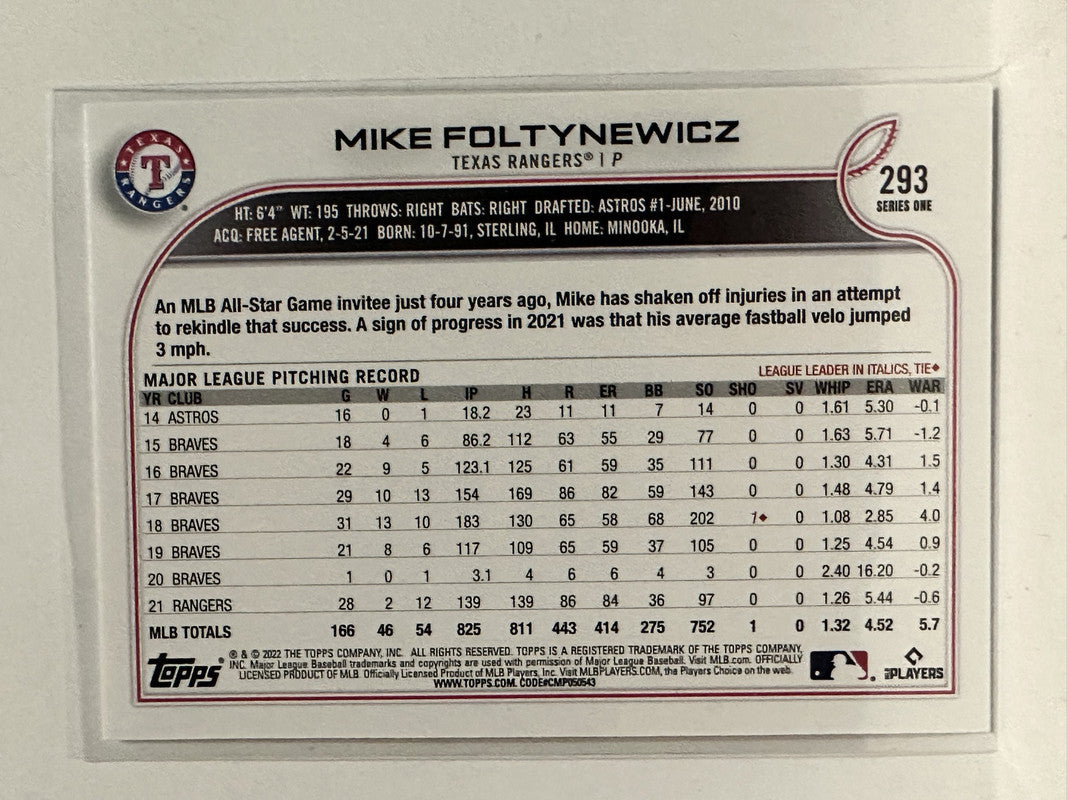 MIKE FOLTYNEWICZ
TEXAS RANGERS® | P
TEXAS
T
RANGERS
293
SERIES ONE
HT: 6'4" WT: 195 THROWS: RIGHT BATS: RIGHT DRAFTED: ASTROS #1-JUNE, 2010
ACQ: FREE AGENT, 2-5-21 BORN: 10-7-91, STERLING, IL HOME: MINOOKA, IL
An MLB All-Star Game invitee just four years ago, Mike has shaken off injuries in an attempt
to rekindle that success. A sign of progress in 2021 was that his average fastball velo jumped
3 mph.
MAJOR LEAGUE PITCHING RECORD LEAGUE LEADER IN ITALICS, TIE◆
YR CLUB G W L IP H R ER BB SO SHO SV WHIP ERA WAR
14 ASTROS 16 0 1 18.2 23 11 11 7 14 0 0 1.61 5.30 -0.1
15 BRAVES 18 4 6 86.2 112 63 55 29 77 0 0 1.63 5.71 -1.2
16 BRAVES 22 9 5 123.1 125 61 59 35 111 0 0 1.30 4.31 1.5
17 BRAVES 29 10 13 154 169 86 82 59 143 0 0 1.48 4.79 1.4
18 BRAVES 31 13 10 183 130 65 58 68 202 1◆ 0 1.08 2.85 4.0
19 BRAVES 21 8 6 117 109 65 59 37 105 0 0 1.25 4.54 0.9
20 BRAVES 1 0 1 3.1 4 6 6 4 3 0 0 2.40 16.20 -0.2
21 RANGERS 28 2 12 139 139 86 84 36 97 0 0 1.26 5.44 -0.6
MLB TOTALS 166 46 54 825 811 443 414 275 752 1 0 1.32 4.52 5.7
Topps
® & © 2022 THE TOPPS COMPANY, INC. ALL RIGHTS RESERVED. TOPPS IS A REGISTERED TRADEMARK OF THE TOPPS COMPANY,
INC. Major League Baseball trademarks and copyrights are used with permission of Major League Baseball. Visit MLB.com. OFFICIALLY
LICENSED PRODUCT OF MLB. Officially Licensed Product of MLB Players, Inc. Visit MLBPLAYERS.COM, the Players Choice on the web.
WWW.TOPPS.COM. CODE#CMP050543
MLB PLAYERS